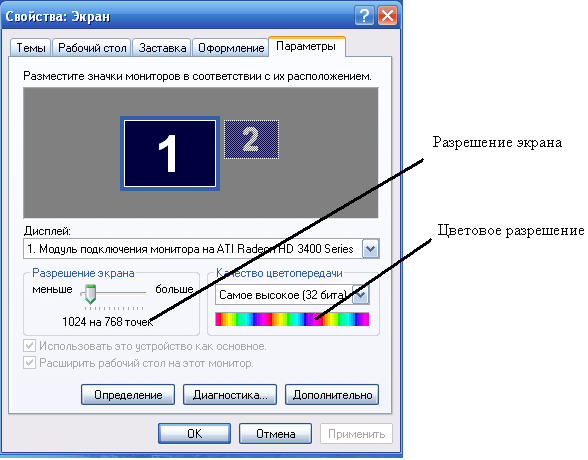 Свойства: Экран
Темы Рабочий стол Заставка Оформление Параметры
Разместите значки мониторов в соответствии с их расположением.
1 2
Разрешение экрана
Цветовое разрешение
Дисплей:
1. Модуль подключения монитора на ATI Radeon HD 3400 Series
Разрешение экрана
меньше больше
1024 на 768 точек
Качество цветопередачи
Самое высокое (32 бита)
Использовать это устройство как основное.
Расширить рабочий стол на этот монитор.
Определение Диагностика... Дополнительно
ОК Отмена Применить